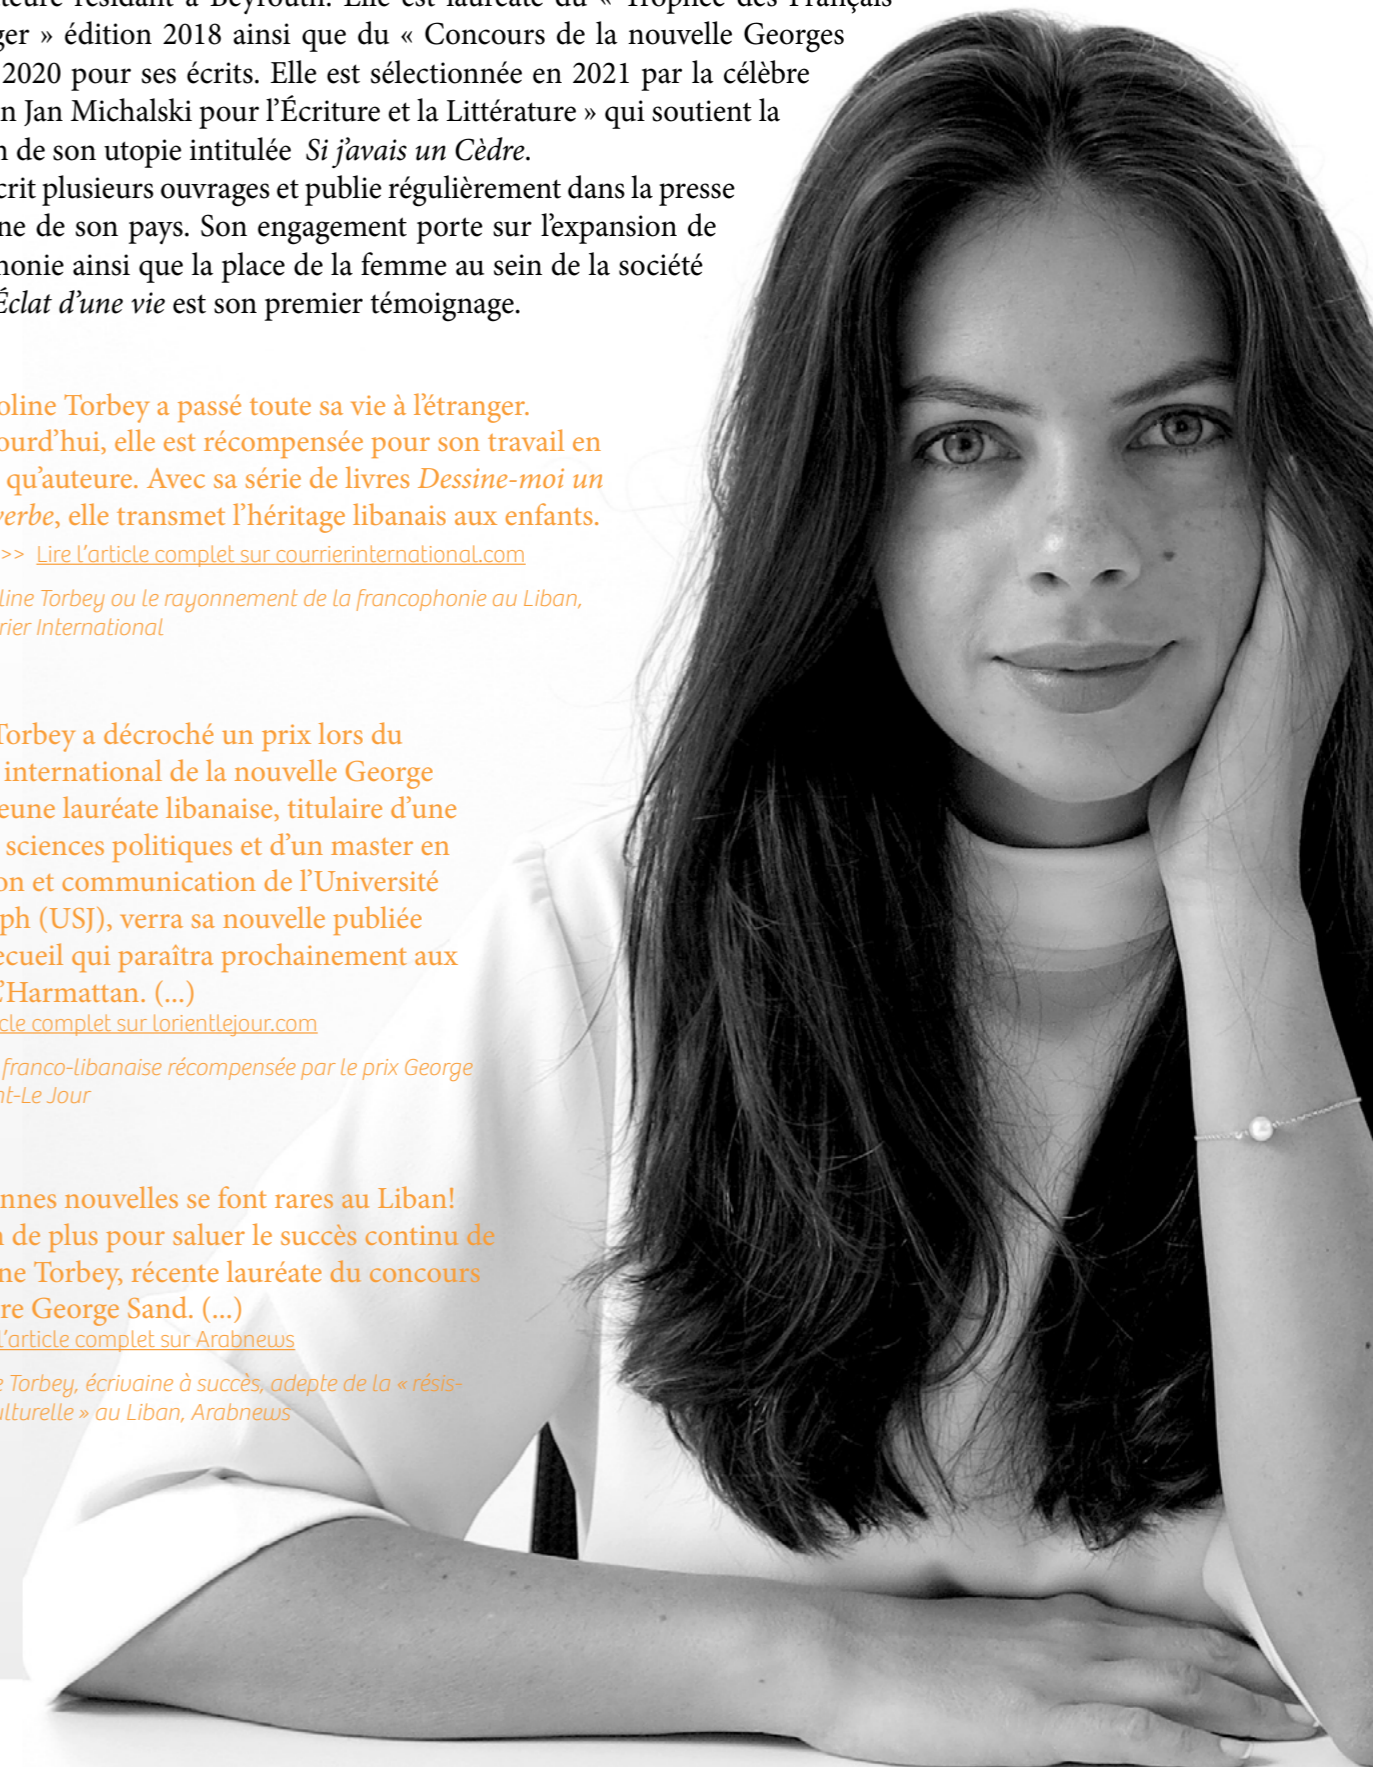 résidant à Beyrouth. Elle est lauréate du « Trophée des Français
ger » édition 2018 ainsi que du « Concours de la nouvelle Georges
2020 pour ses écrits. Elle est sélectionnée en 2021 par la célèbre
n Jan Michalski pour l’Écriture et la Littérature » qui soutient la
n de son utopie intitulée Si j’avais un Cèdre.
crit plusieurs ouvrages et publie régulièrement dans la presse
ne de son pays. Son engagement porte sur l’expansion de
honie ainsi que la place de la femme au sein de la société
Éclat d’une vie est son premier témoignage.
oline Torbey a passé toute sa vie à l’étranger.
ourd’hui, elle est récompensée pour son travail en
qu’auteure. Avec sa série de livres Dessine-moi un
verbe, elle transmet l’héritage libanais aux enfants.
>> Lire l’article complet sur courrierinternational.com
line Torbey ou le rayonnement de la francophonie au Liban,
rier International
Torbey a décroché un prix lors du
international de la nouvelle George
eune lauréate libanaise, titulaire d’une
sciences politiques et d’un master en
on et communication de l’Université
ph (USJ), verra sa nouvelle publiée
ecueil qui paraîtra prochainement aux
L’Harmattan. (...)
cle complet sur lorientlejour.com
franco-libanaise récompensée par le prix George
nt-Le Jour
nnes nouvelles se font rares au Liban!
n de plus pour saluer le succès continu de
ne Torbey, récente lauréate du concours
re George Sand. (...)
l’article complet sur Arabnews
e Torbey, écrivaine à succès, adepte de la « résis-
ulturelle » au Liban, Arabnews